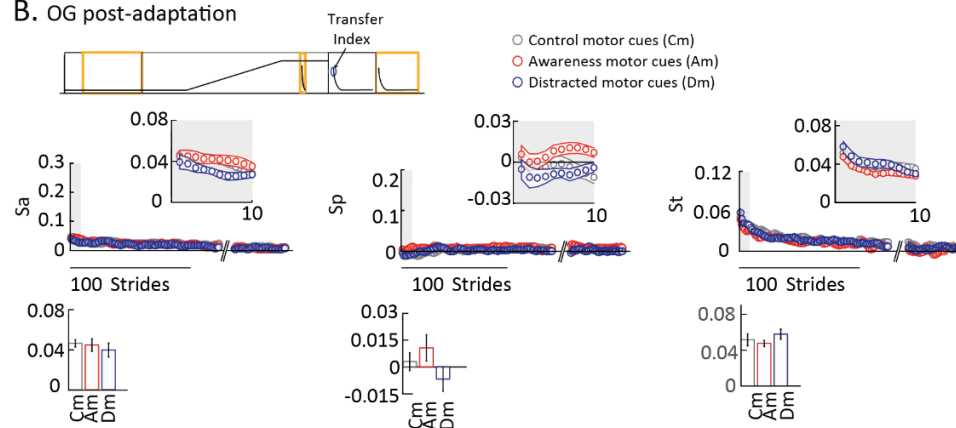 B. OG post-adaptation
Transfer
Index
Control motor cues (Cm)
Awareness motor cues (Am)
Distracted motor cues (Dm)
0.08
0.04
0
10
0.3
0.2
0.1
0
Sa
100 Strides
0.03
0
-0.03
10
0.2
0.1
0
Sp
100 Strides
0.08
0.04
0
10
0.12
0.06
0
St
100 Strides
0.08
0.04
0
Cm
Am
Dm
0.03
0.015
0
-0.015
Cm
Am
Dm
0.08
0.04
0
Cm
Am
Dm